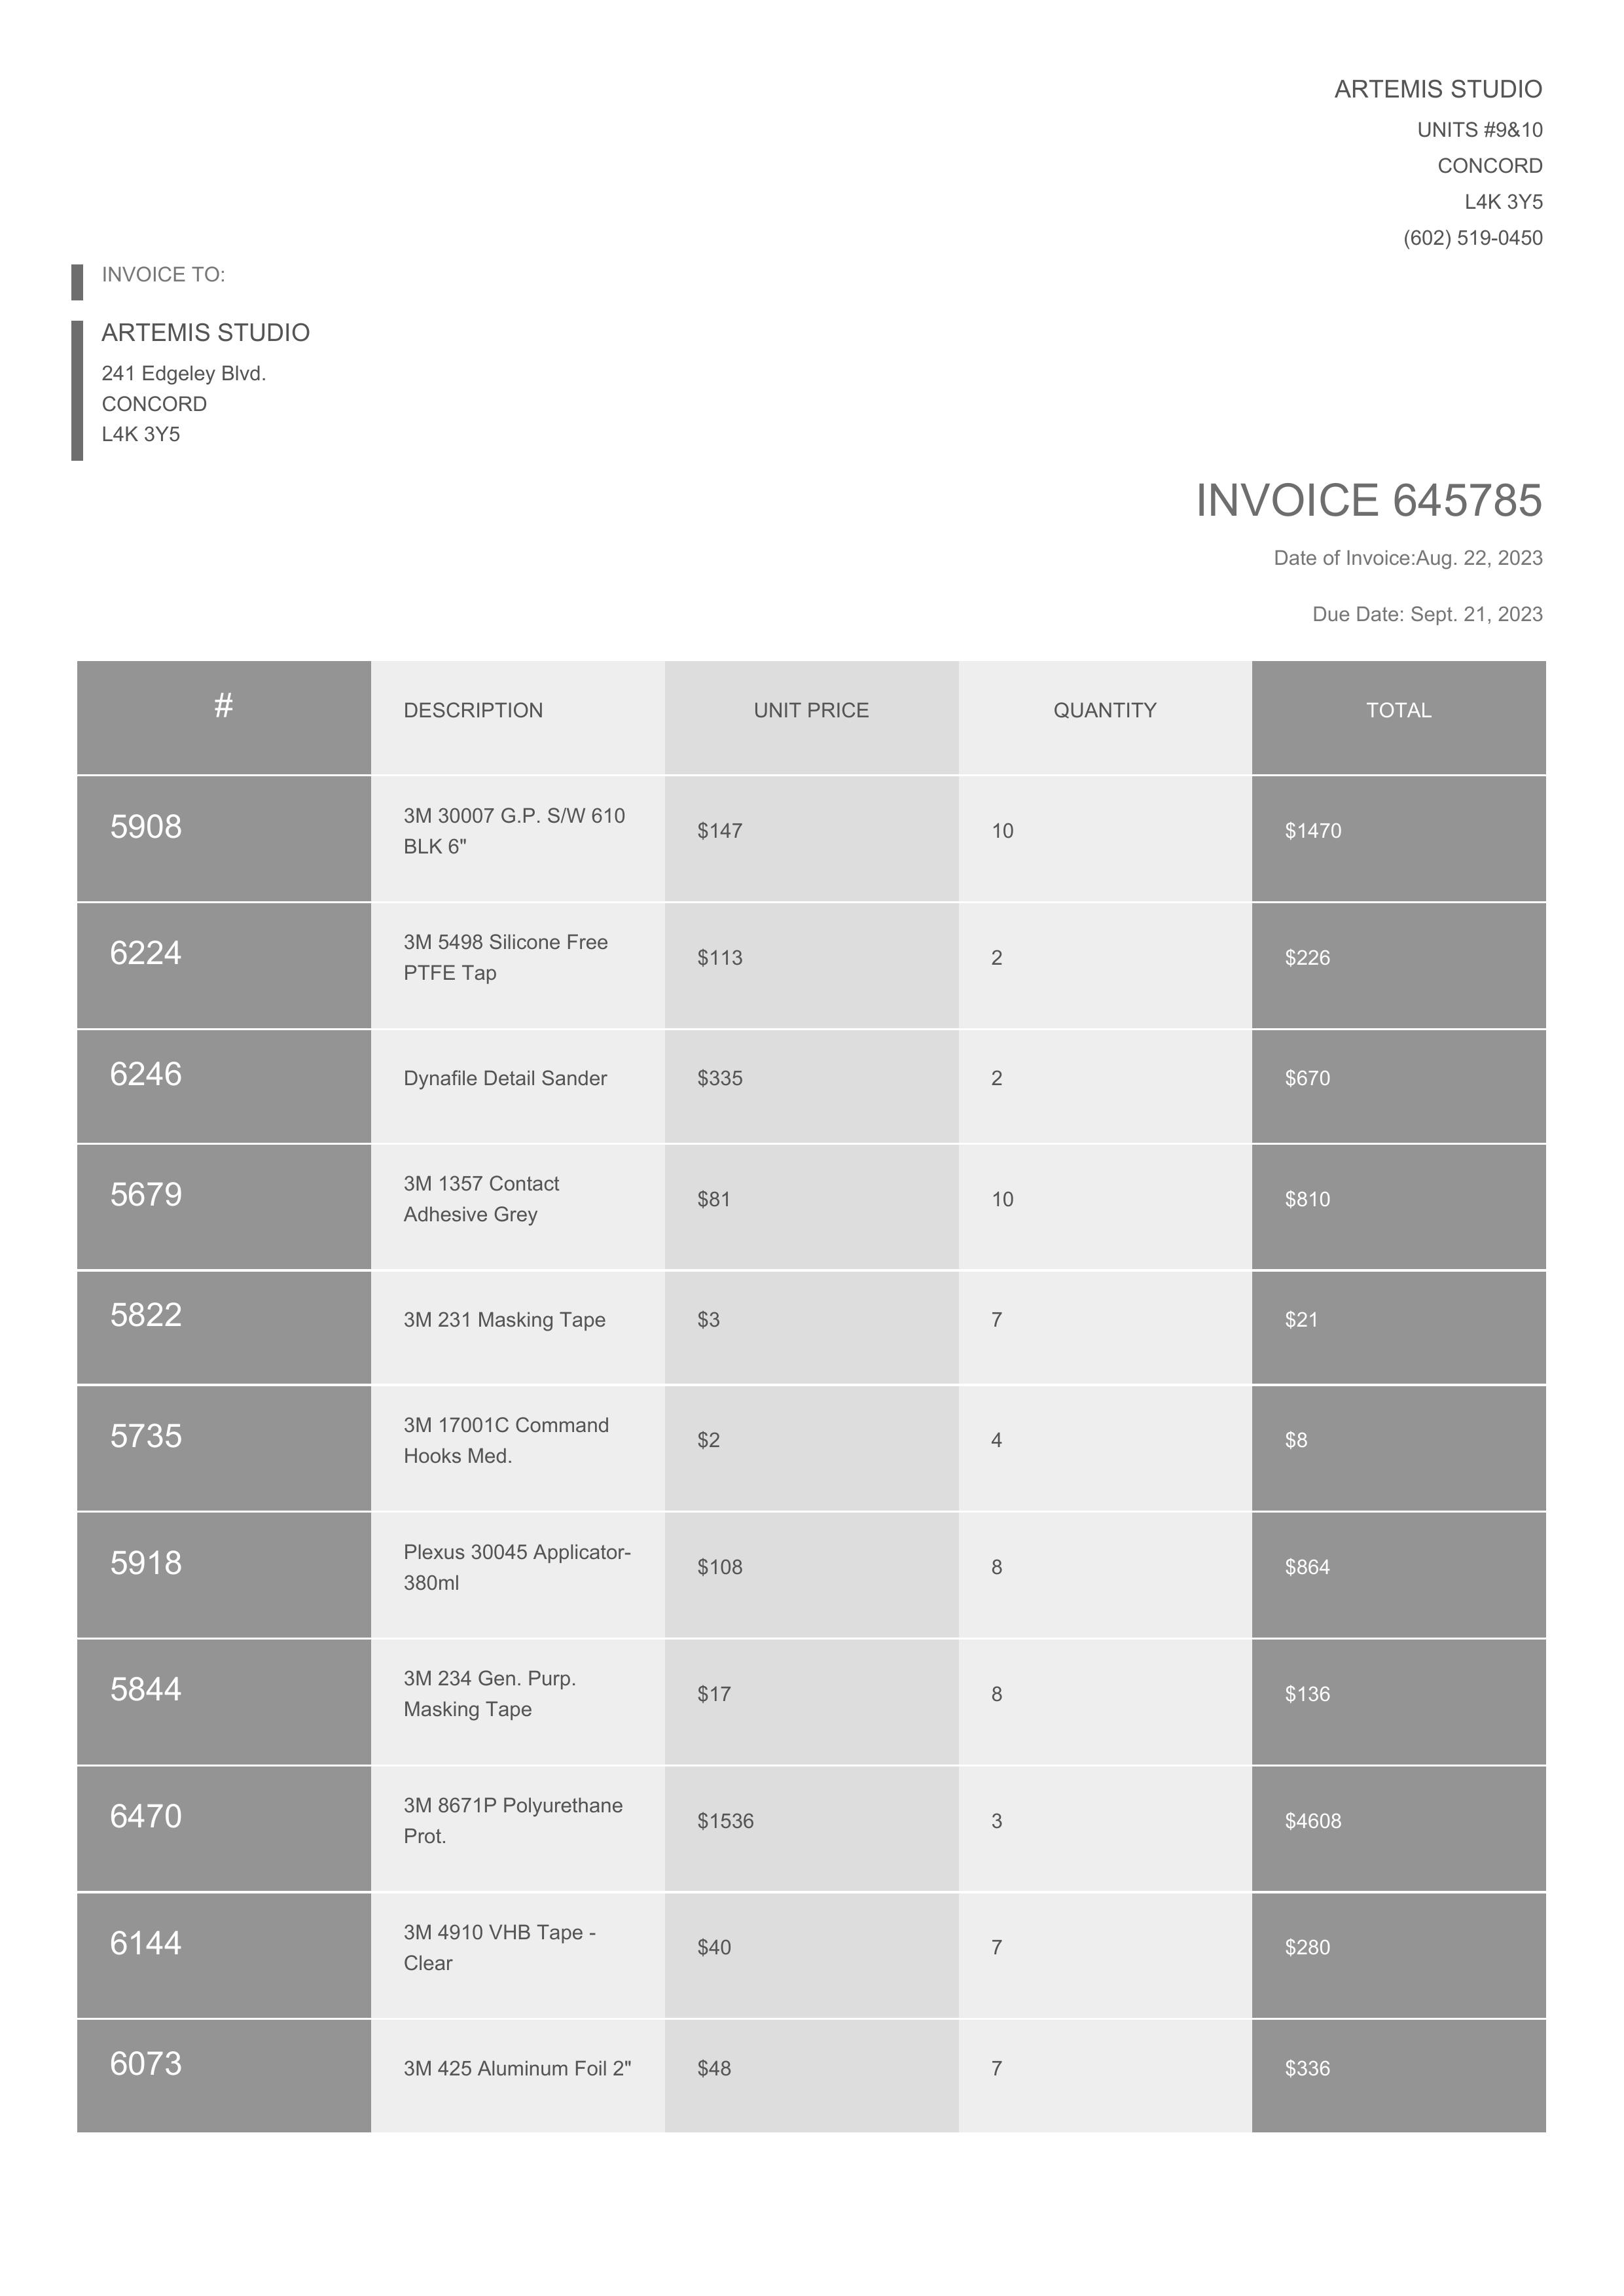 ARTEMIS STUDIO
UNITS #9&10
CONCORD
L4K 3Y5
(602) 519-0450
INVOICE TO:
ARTEMIS STUDIO
241 Edgeley Blvd.
CONCORD
L4K 3Y5
INVOICE 645785
Date of Invoice:Aug. 22, 2023
Due Date: Sept. 21, 2023
# DESCRIPTION UNIT PRICE QUANTITY TOTAL
5908 3M 30007 G.P. S/W 610 $147 10 $1470
BLK 6"
6224 3M 5498 Silicone Free $113 2 $226
PTFE Tap
6246 Dynafile Detail Sander $335 2 $670
5679 3M 1357 Contact $81 10 $810
Adhesive Grey
5822 3M 231 Masking Tape $3 7 $21
5735 3M 17001C Command $2 4 $8
Hooks Med.
5918 Plexus 30045 Applicator- $108 8 $864
380ml
5844 3M 234 Gen. Purp. $17 8 $136
Masking Tape
6470 3M 8671P Polyurethane $1536 3 $4608
Prot.
6144 3M 4910 VHB Tape - $40 7 $280
Clear
6073 3M 425 Aluminum Foil 2" $48 7 $336